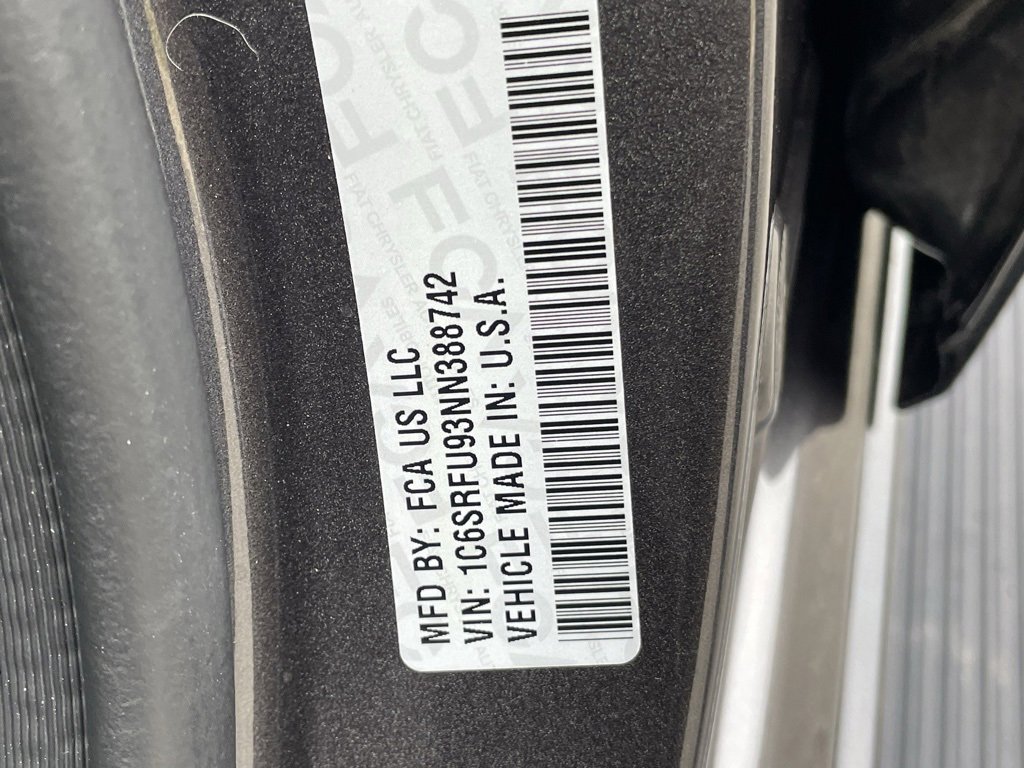 MFD BY: FCA US LLC
VIN: 1C6SRFU93NN388742
VEHICLE MADE IN: U.S.A.